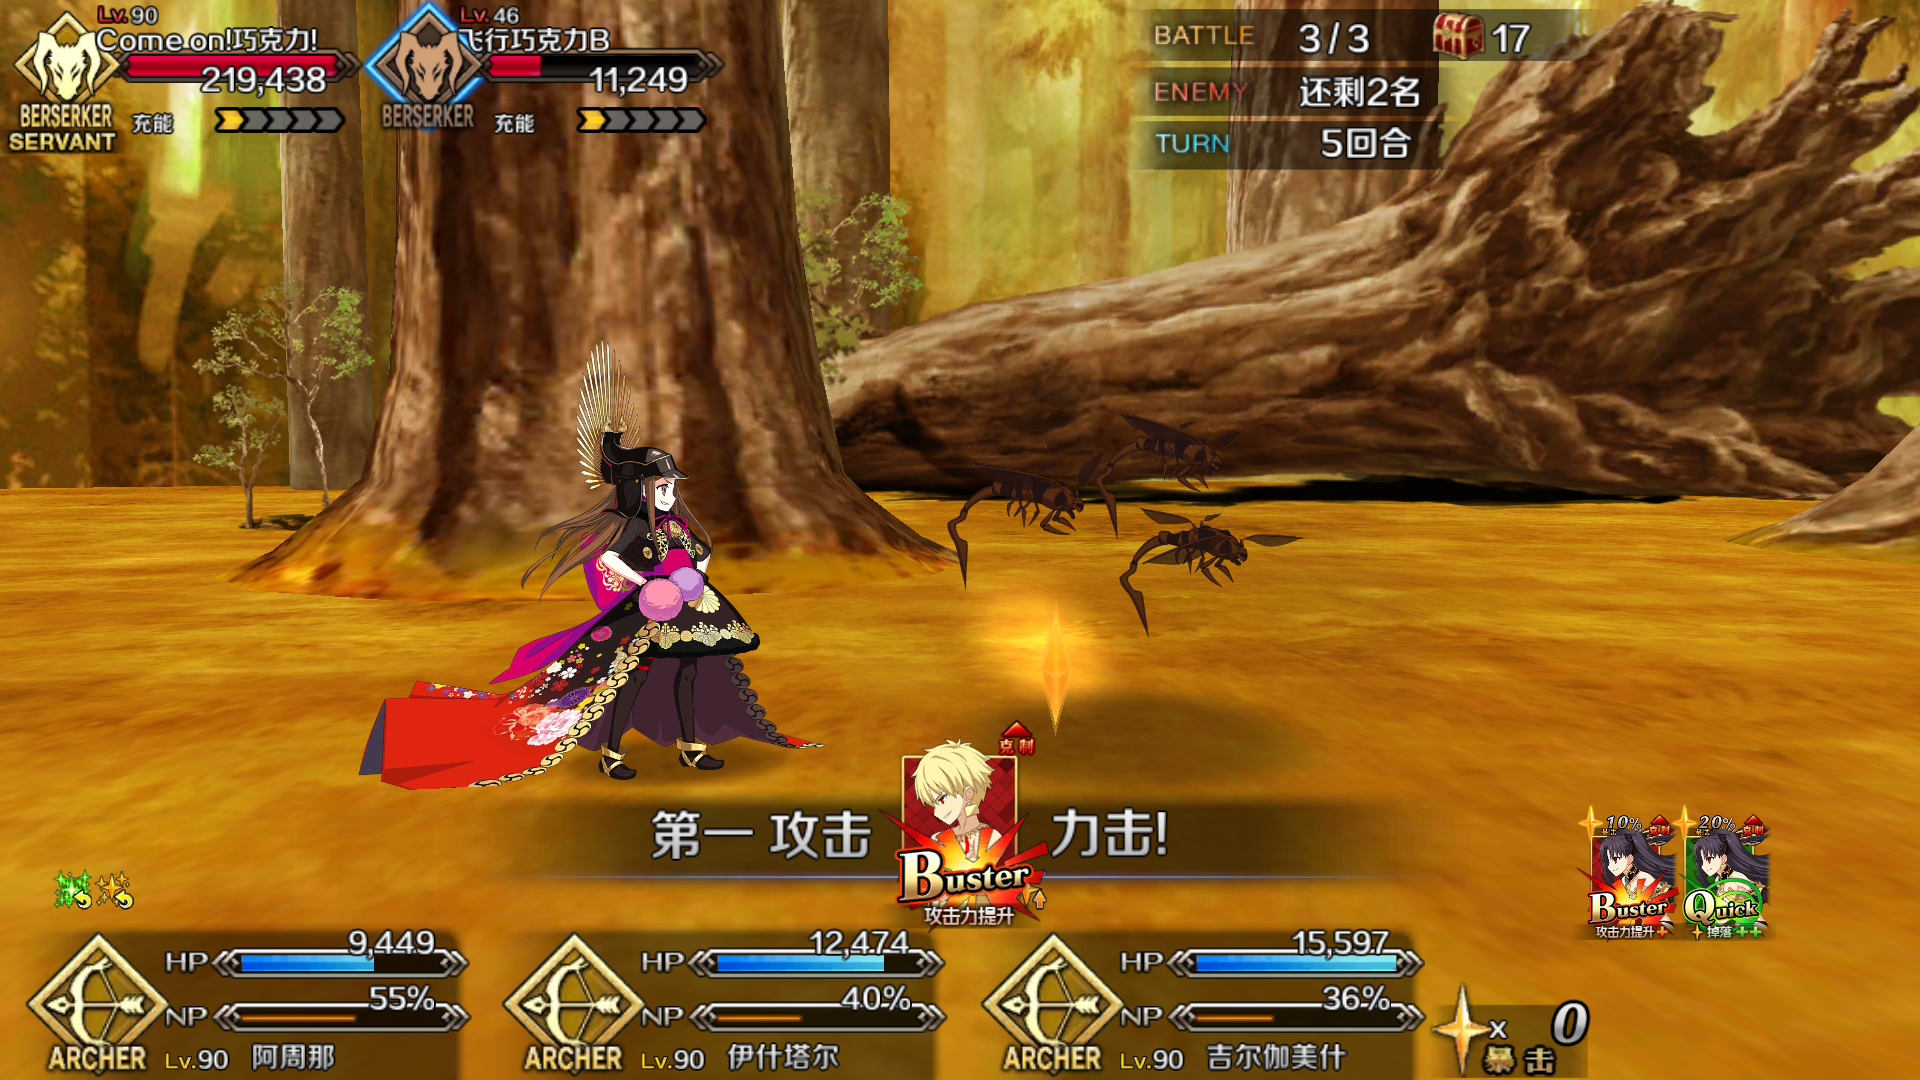 Lv.90
Come on!巧克力!
219,438
BERSERKER
SERVANT
充能
Lv.46
飞行巧克力B
11,249
BERSERKER
充能
BATTLE 3/3 17
ENEMY 还剩2名
TURN 5回合
克制
第一 攻击 力击!
Buster
攻击力提升
10% 克制
Buster
攻击力提升
20% 克制
Quick
掉落
HP 9,449
NP 55%
ARCHER Lv.90 阿周那
HP 12,474
NP 40%
ARCHER Lv.90 伊什塔尔
HP 15,597
NP 36%
ARCHER Lv.90 吉尔伽美什
x 0
暴击